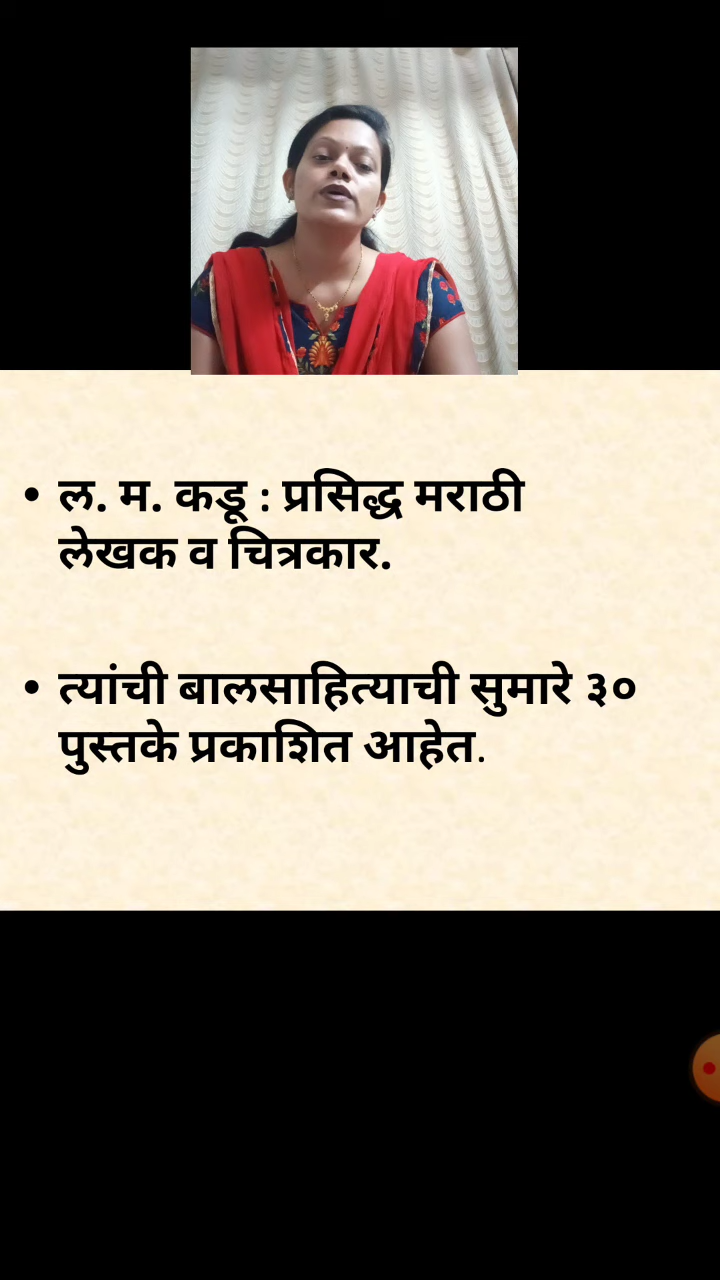 • ल. म. कडू : प्रसिद्ध मराठी
लेखक व चित्रकार.
• त्यांची बालसाहित्याची सुमारे ३०
पुस्तके प्रकाशित आहेत.